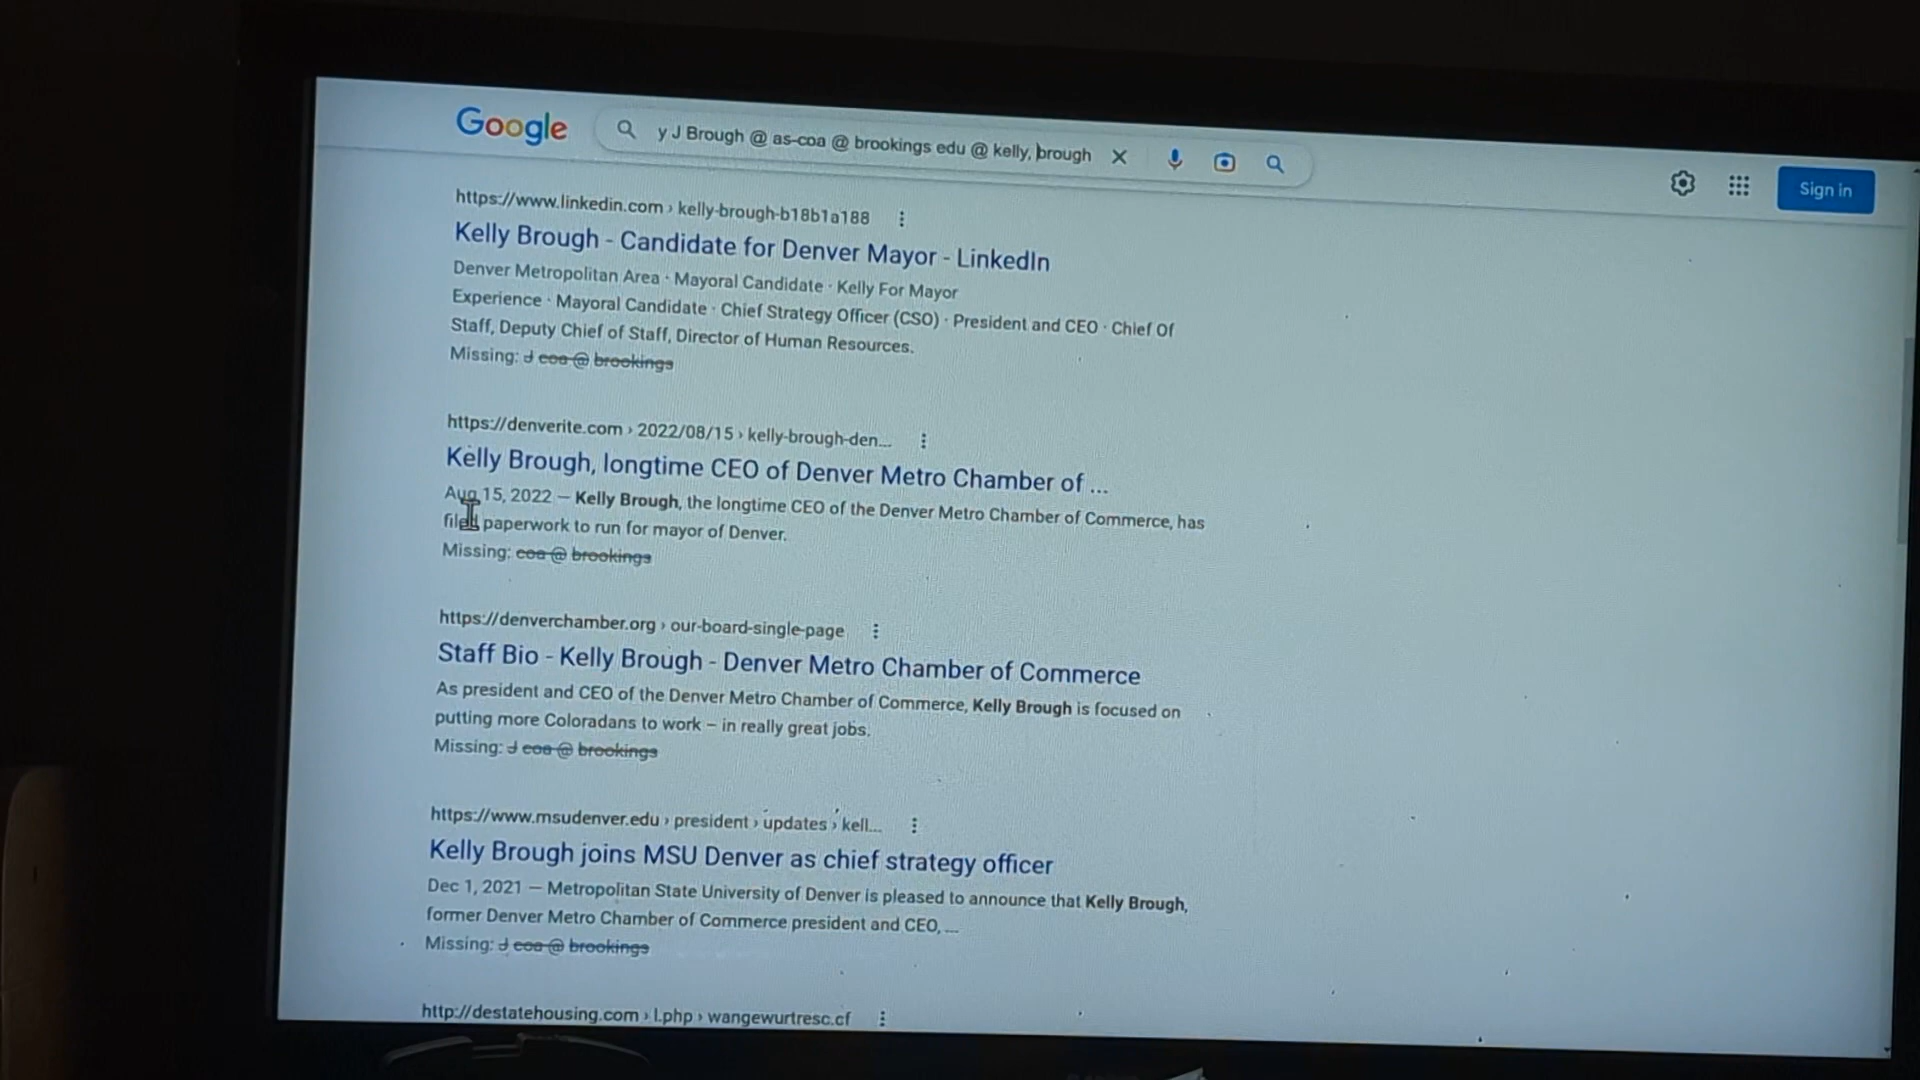 Google
y J Brough @ as-coa @ brookings edu @ kelly, brough
Sign in
https://www.linkedin.com › kelly-brough-b18b1a188
Kelly Brough - Candidate for Denver Mayor - LinkedIn
Denver Metropolitan Area · Mayoral Candidate · Kelly For Mayor
Experience · Mayoral Candidate · Chief Strategy Officer (CSO) · President and CEO · Chief Of
Staff, Deputy Chief of Staff, Director of Human Resources.
Missing: J coa @ brookings
https://denverite.com › 2022/08/15 › kelly-brough-den...
Kelly Brough, longtime CEO of Denver Metro Chamber of ...
Aug 15, 2022 — Kelly Brough, the longtime CEO of the Denver Metro Chamber of Commerce, has
filed paperwork to run for mayor of Denver.
Missing: coa @ brookings
https://denverchamber.org › our-board-single-page
Staff Bio - Kelly Brough - Denver Metro Chamber of Commerce
As president and CEO of the Denver Metro Chamber of Commerce, Kelly Brough is focused on
putting more Coloradans to work – in really great jobs.
Missing: J coa @ brookings
https://www.msudenver.edu › president › updates › kell...
Kelly Brough joins MSU Denver as chief strategy officer
Dec 1, 2021 — Metropolitan State University of Denver is pleased to announce that Kelly Brough,
former Denver Metro Chamber of Commerce president and CEO, ...
Missing: J coa @ brookings
http://destatehousing.com › l.php › wangewurtresc.cf